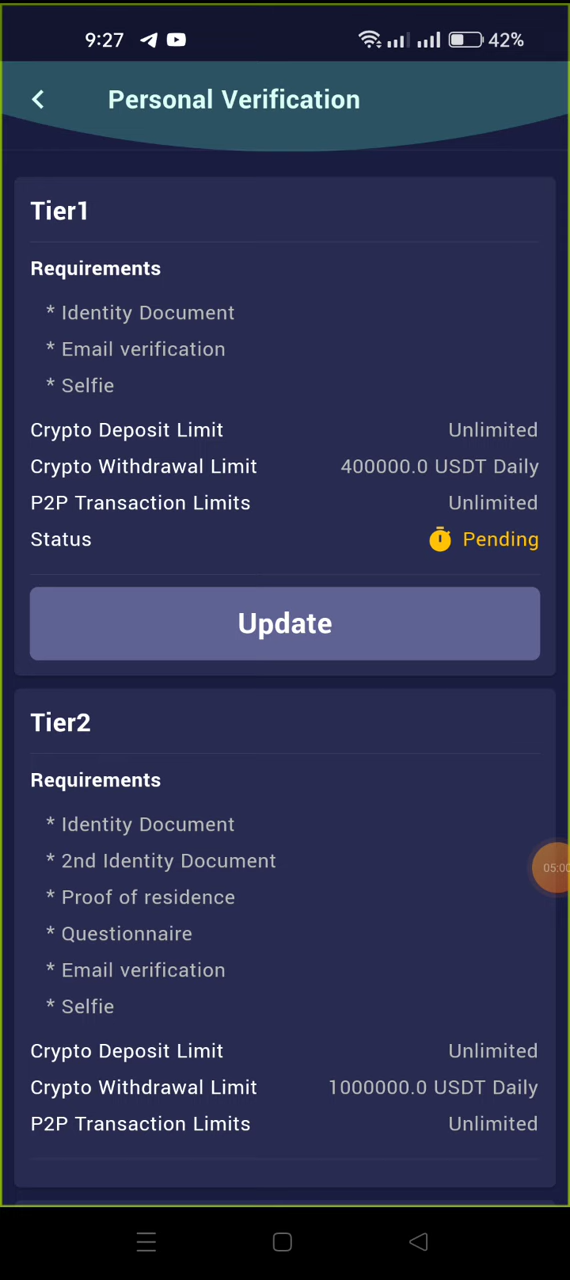 9:27 42%
Personal Verification
Tier1
Requirements
* Identity Document
* Email verification
* Selfie
Crypto Deposit Limit Unlimited
Crypto Withdrawal Limit 400000.0 USDT Daily
P2P Transaction Limits Unlimited
Status Pending
Update
Tier2
Requirements
* Identity Document
* 2nd Identity Document
* Proof of residence
* Questionnaire
* Email verification
* Selfie
Crypto Deposit Limit Unlimited
Crypto Withdrawal Limit 1000000.0 USDT Daily
P2P Transaction Limits Unlimited